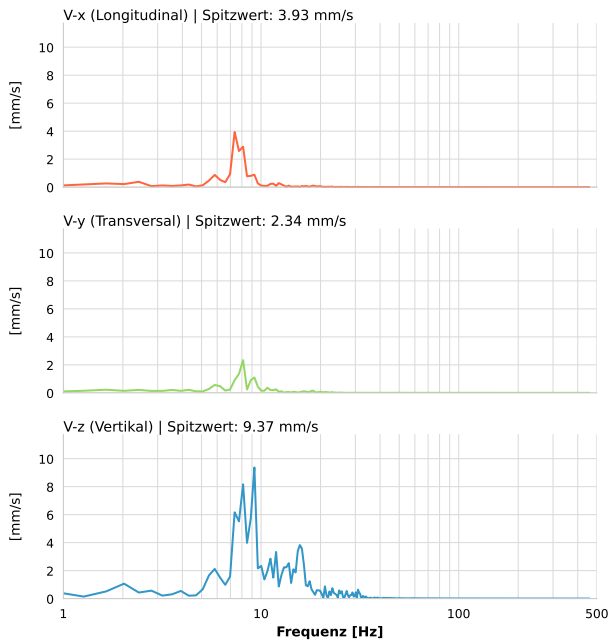 V-x (Longitudinal) | Spitzwert: 3.93 mm/s
10
8
6
4
2
0
[mm/s]
V-y (Transversal) | Spitzwert: 2.34 mm/s
10
8
6
4
2
0
[mm/s]
V-z (Vertikal) | Spitzwert: 9.37 mm/s
10
8
6
4
2
0
[mm/s]
1 10 100 500
Frequenz [Hz]